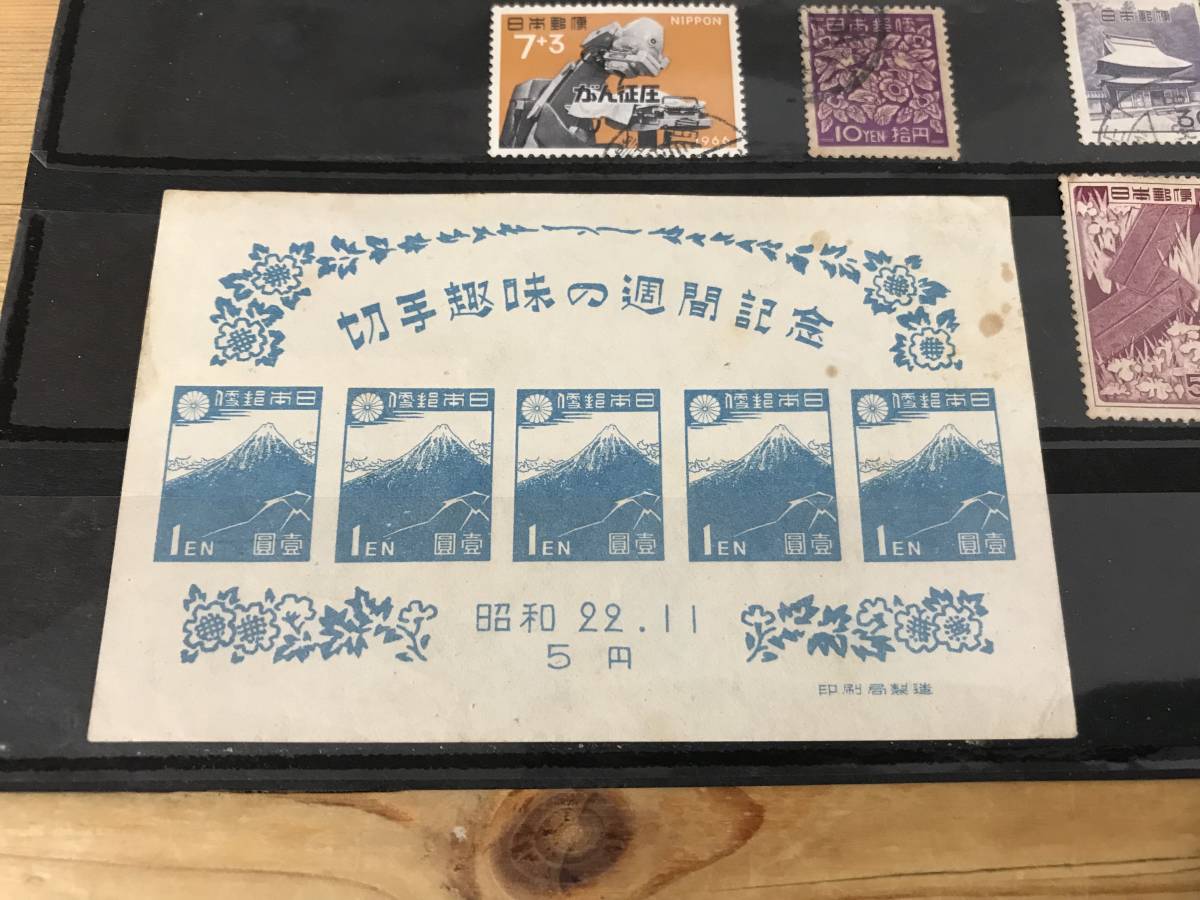 日本郵便
NIPPON
7+3
がん征圧
1966
日本郵便
10 YEN 拾円
日本郵便
日本郵便
切手趣味の週間記念
便郵本日
便郵本日
便郵本日
便郵本日
便郵本日
1EN 圓壹
1EN 圓壹
1EN 圓壹
1EN 圓壹
1EN 圓壹
昭和 22.11
5 円
印刷局製造